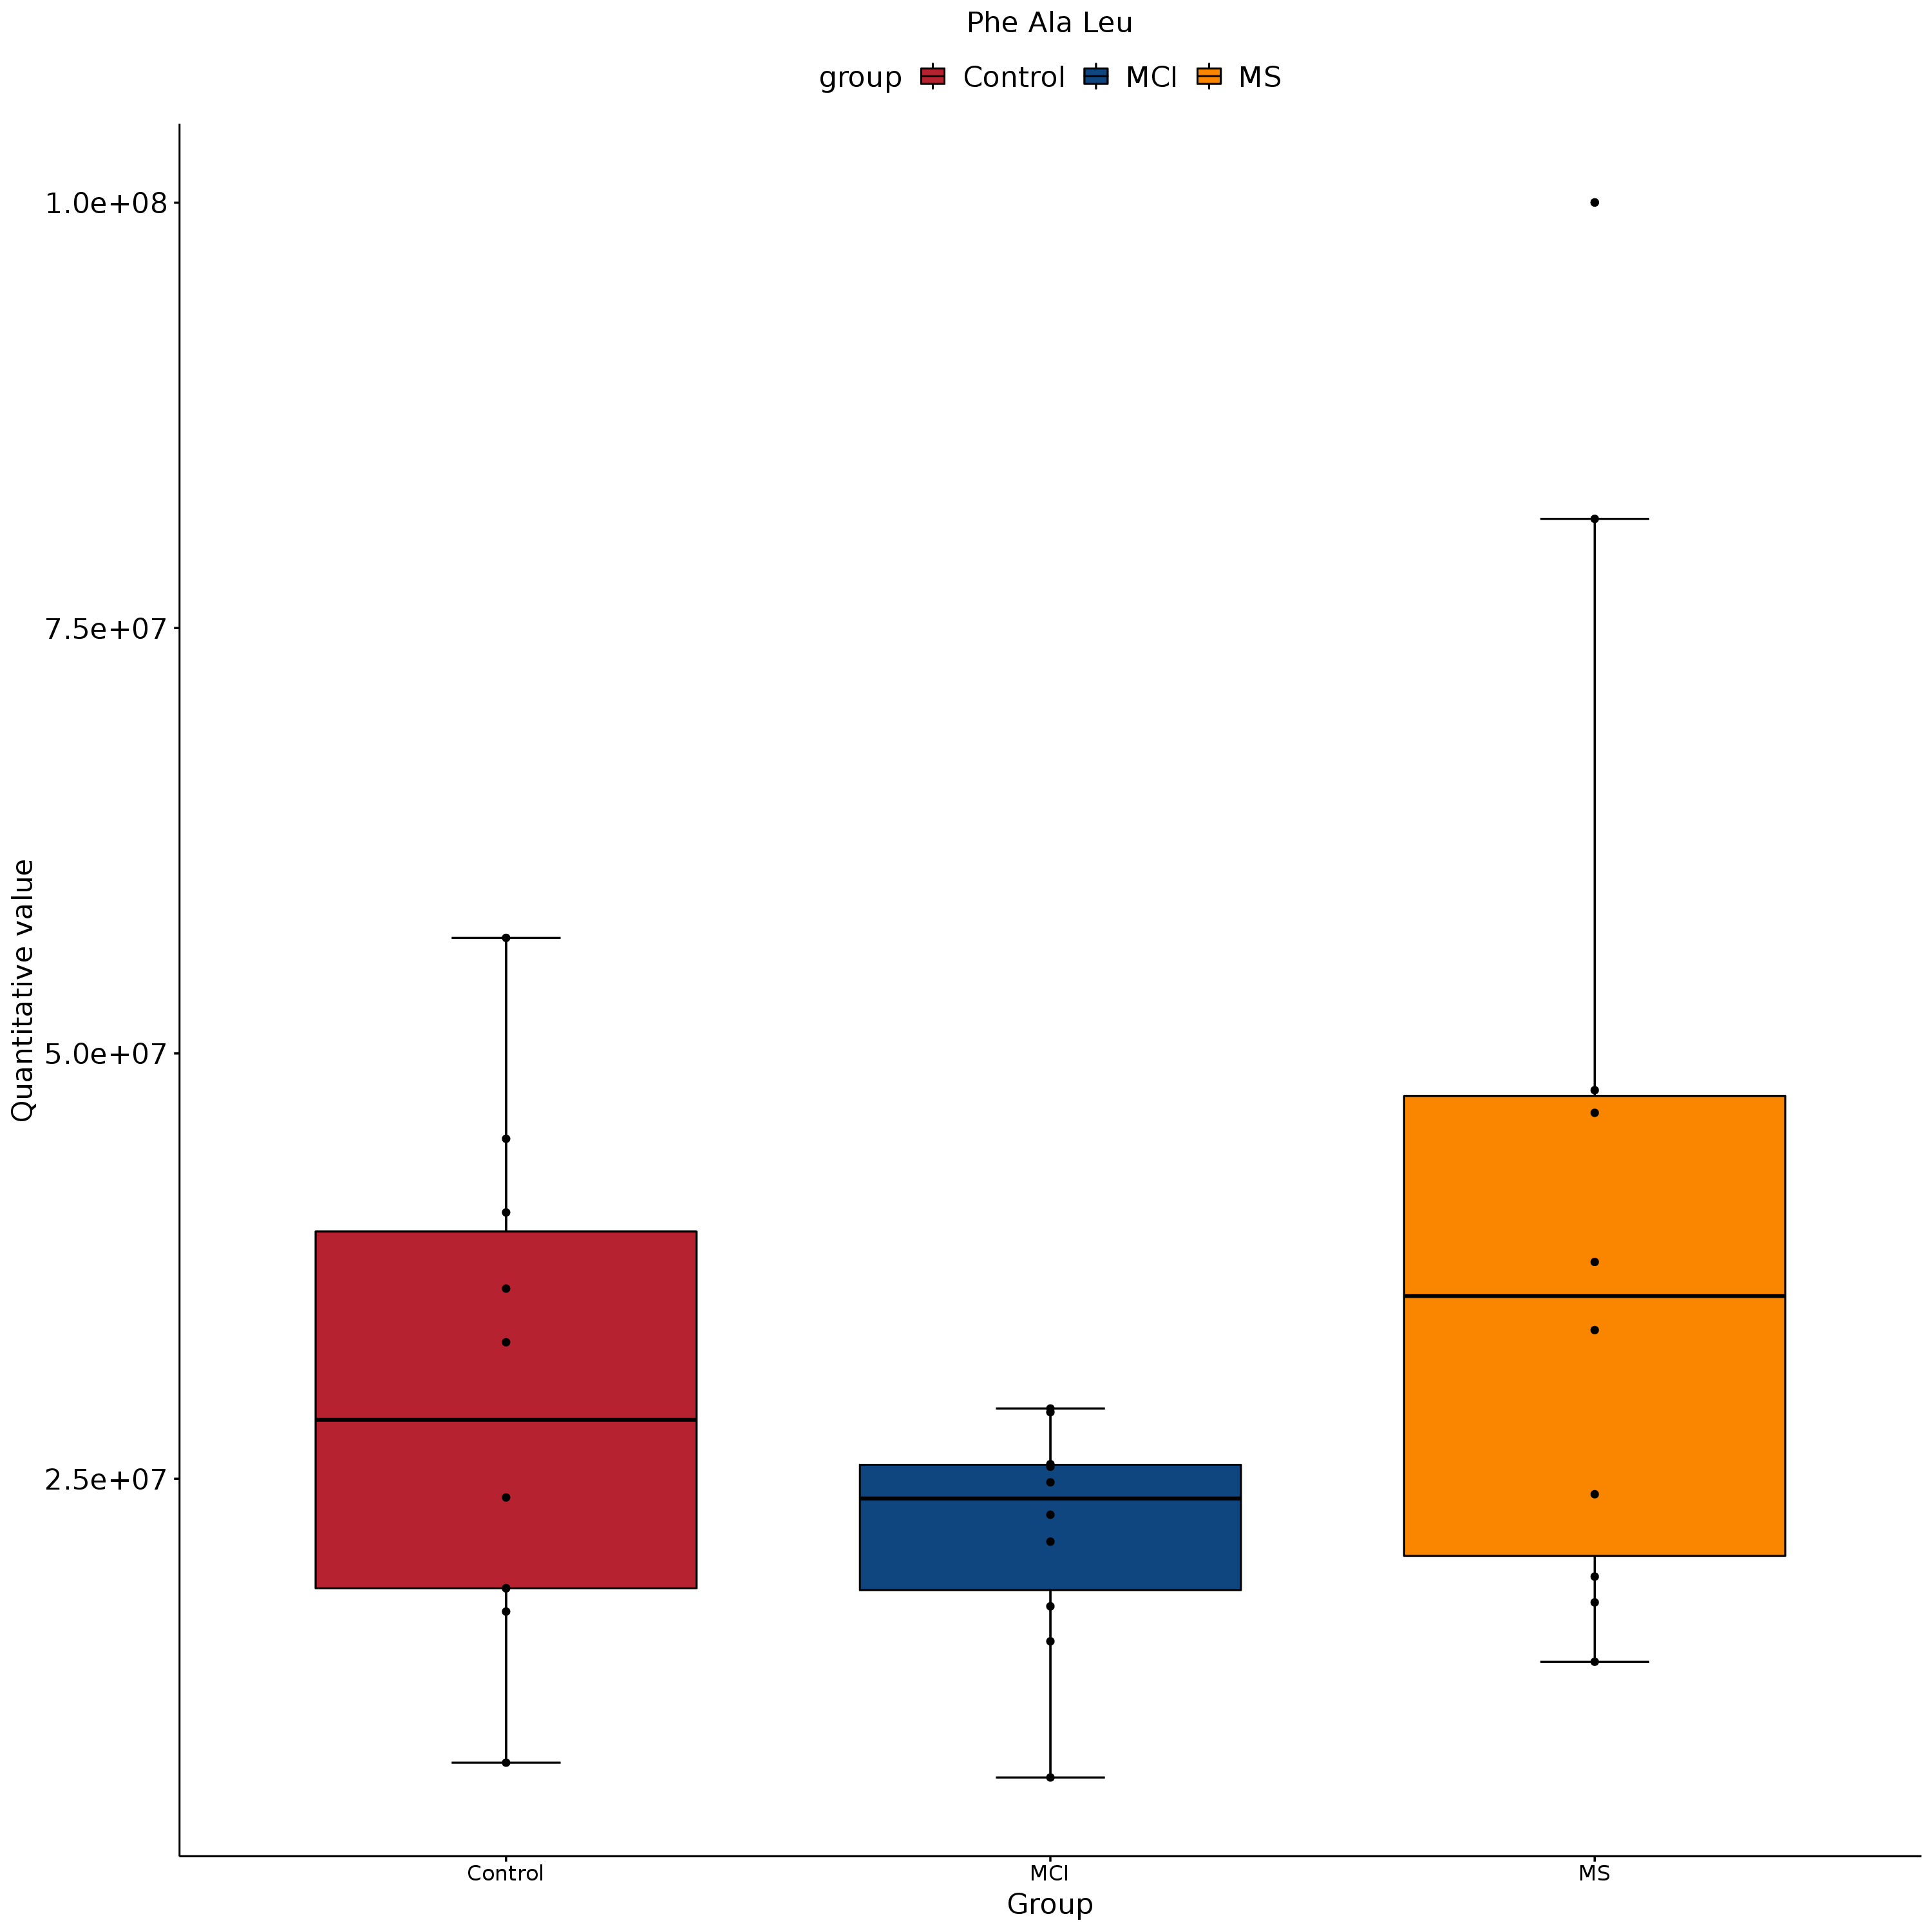 Phe Ala Leu
group Control MCI MS
1.0e+08
7.5e+07
5.0e+07
2.5e+07
Quantitative value
Control MCI MS
Group